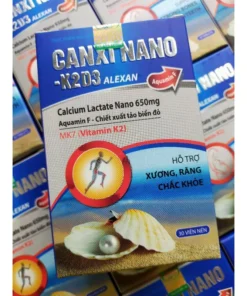 CANXI NANO
-K2D3 ALEXAN
Aquamin F
Calcium Lactate Nano 650mg
Aquamin F - Chiết xuất tảo biển đỏ
MK7 (Vitamin K2)
HỖ TRỢ
XƯƠNG, RĂNG
CHẮC KHỎE
30 VIÊN NÉN